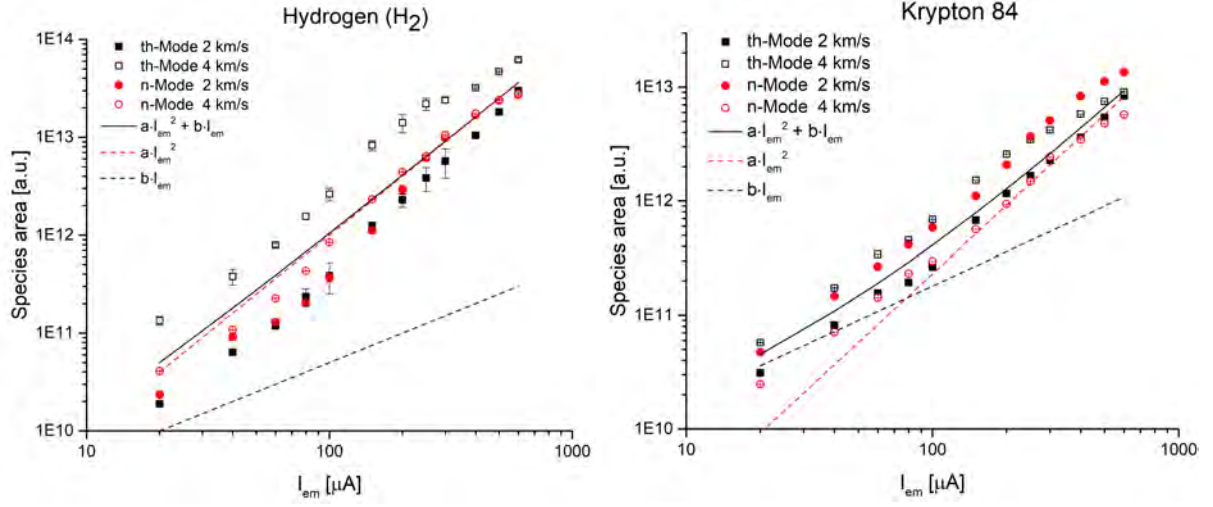 Hydrogen (H2)
1E14
1E13
1E12
1E11
1E10
Species area [a.u.]
th-Mode 2 km/s
th-Mode 4 km/s
n-Mode 2 km/s
n-Mode 4 km/s
a·Iem² + b·Iem
a·Iem²
b·Iem
10
100
1000
Iem [μA]
Krypton 84
1E13
1E12
1E11
1E10
Species area [a.u.]
th-Mode 2 km/s
th-Mode 4 km/s
n-Mode 2 km/s
n-Mode 4 km/s
a·Iem² + b·Iem
a·Iem²
b·Iem
10
100
1000
Iem [μA]